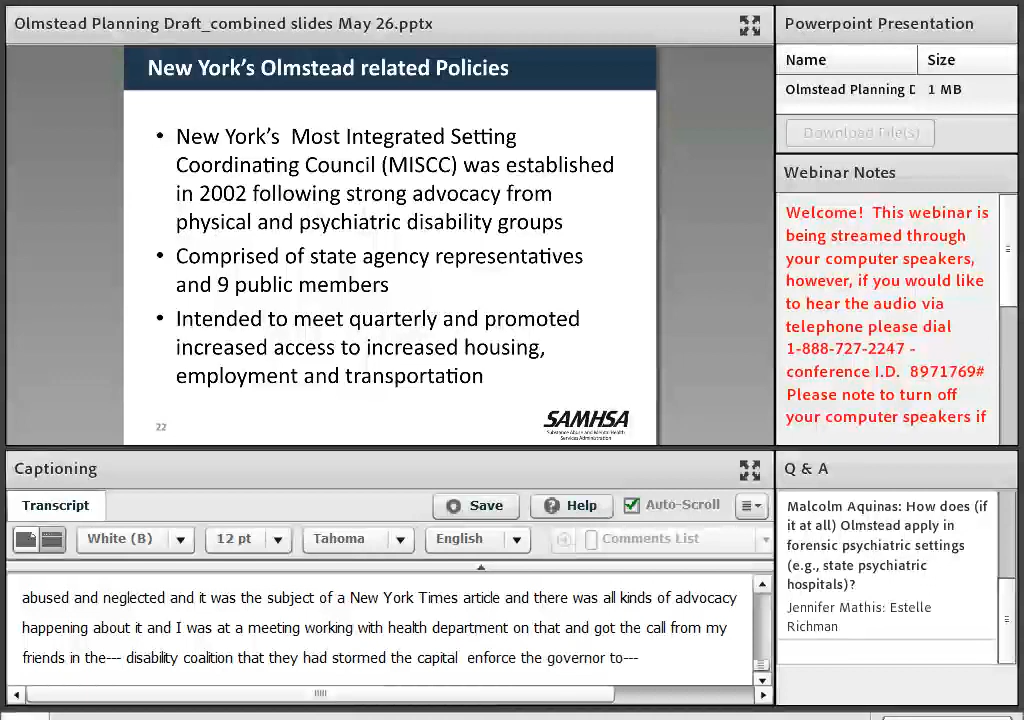 Olmstead Planning Draft_combined slides May 26.pptx
New York's Olmstead related Policies
• New York's  Most Integrated Setting
Coordinating Council (MISCC) was established
in 2002 following strong advocacy from
physical and psychiatric disability groups
• Comprised of state agency representatives
and 9 public members
• Intended to meet quarterly and promoted
increased access to increased housing,
employment and transportation
22
SAMHSA
Substance Abuse and Mental Health
Services Administration
Powerpoint Presentation
Name Size
Olmstead Planning D 1 MB
Download File(s)
Webinar Notes
Welcome!  This webinar is
being streamed through
your computer speakers,
however, if you would like
to hear the audio via
telephone please dial
1-888-727-2247 -
conference I.D.  8971769#
Please note to turn off
your computer speakers if
Captioning
Transcript
Save
Help
Auto-Scroll
White (B)
12 pt
Tahoma
English
Comments List
abused and neglected and it was the subject of a New York Times article and there was all kinds of advocacy
happening about it and I was at a meeting working with health department on that and got the call from my
friends in the--- disability coalition that they had stormed the capital  enforce the governor to---
Q & A
Malcolm Aquinas: How does (if
it at all) Olmstead apply in
forensic psychiatric settings
(e.g., state psychiatric
hospitals)?
Jennifer Mathis: Estelle
Richman